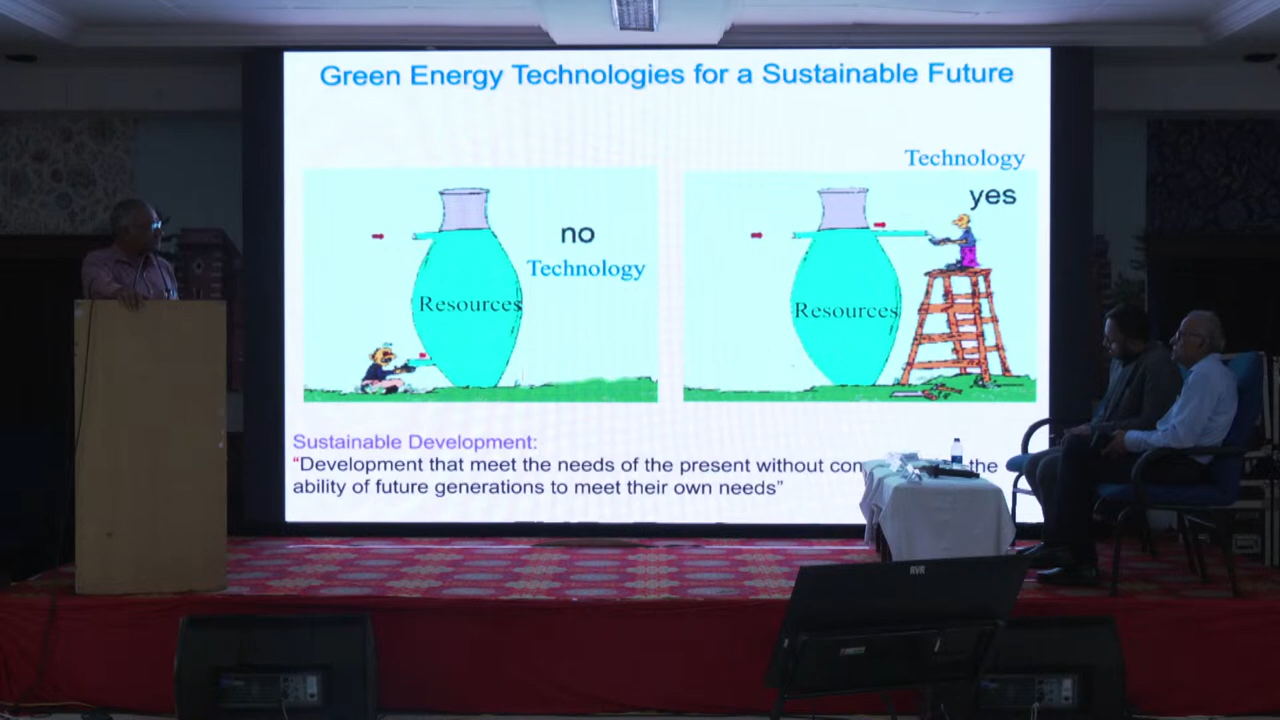 Green Energy Technologies for a Sustainable Future
no
Technology
Resources
Technology
yes
Resources
Sustainable Development:
"Development that meet the needs of the present without the
ability of future generations to meet their own needs"
RVR